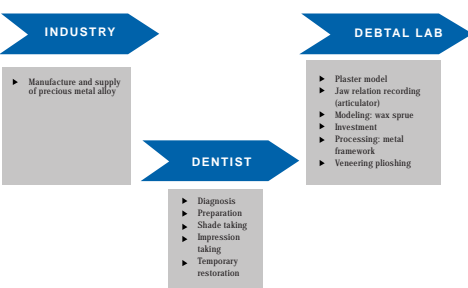 INDUSTRY
Manufacture and supply
of precious metal alloy
DENTIST
Diagnosis
Preparation
Shade taking
Impression
taking
Temporary
restoration
DEBTAL LAB
Plaster model
Jaw relation recording
(articulator)
Modeling: wax sprue
Investment
Processing: metal
framework
Veneering plioshing